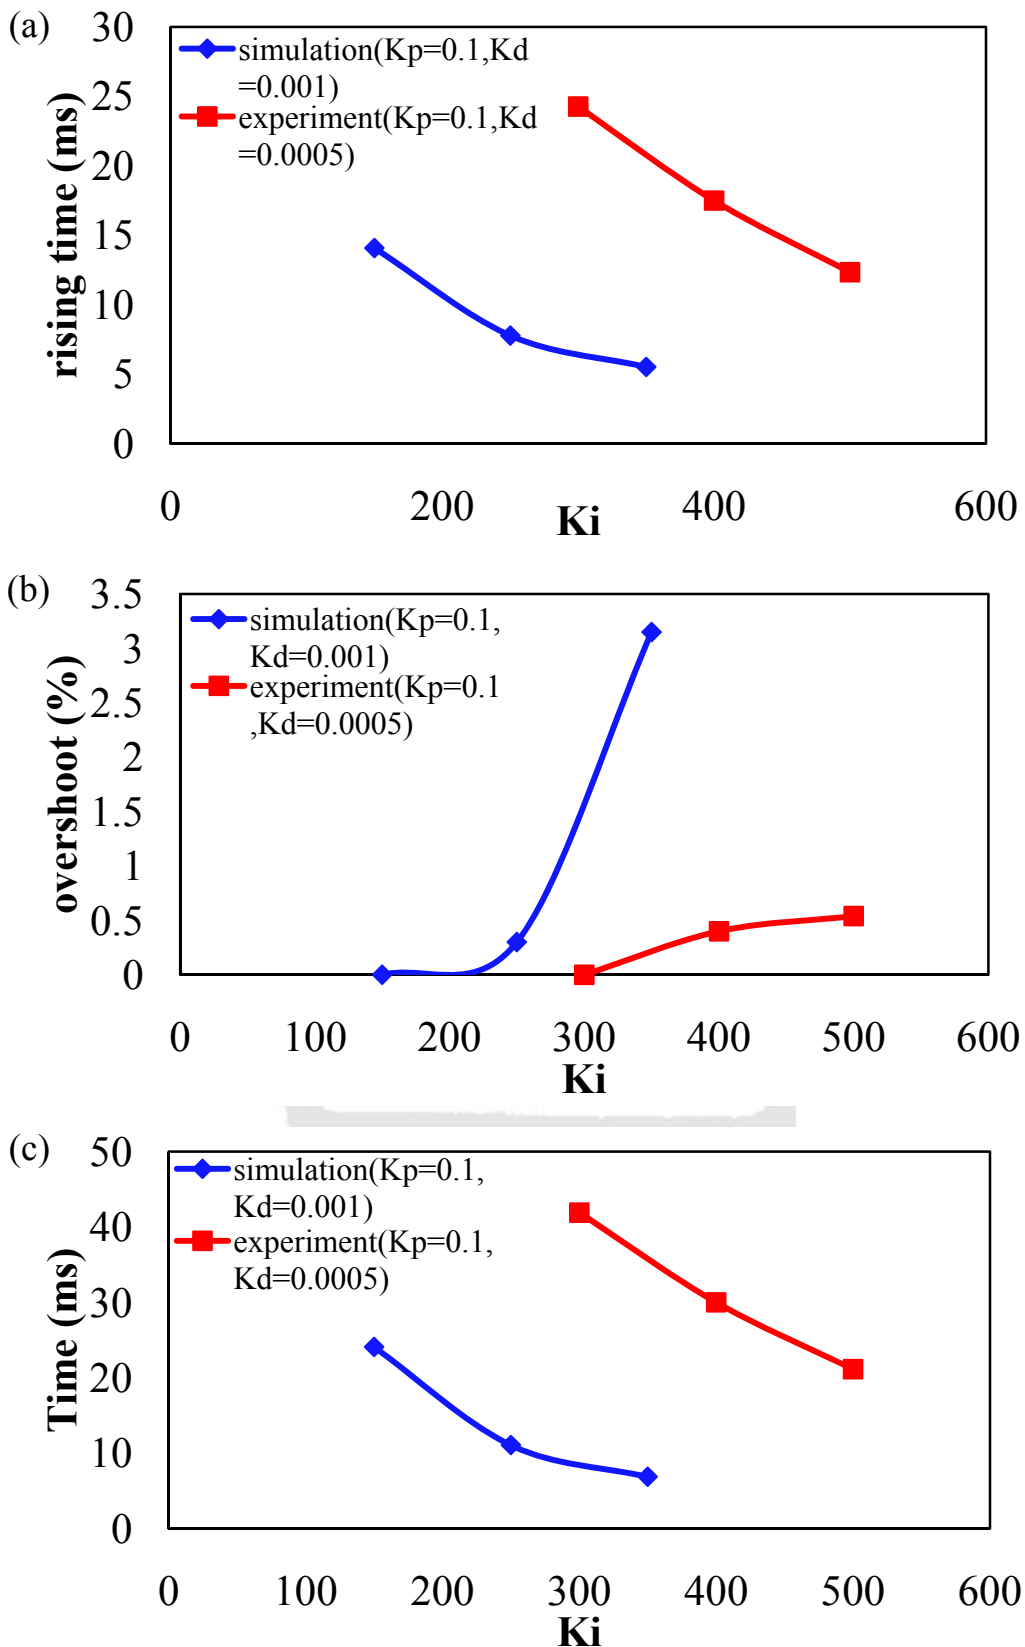 (a)
30
25
20
15
10
5
0
rising time (ms)
simulation(Kp=0.1,Kd
=0.001)
experiment(Kp=0.1,Kd
=0.0005)
0 200 400 600
Ki
(b)
3.5
3
2.5
2
1.5
1
0.5
0
overshoot (%)
simulation(Kp=0.1,
Kd=0.001)
experiment(Kp=0.1
,Kd=0.0005)
0 100 200 300 400 500 600
Ki
(c)
50
40
30
20
10
0
Time (ms)
simulation(Kp=0.1,
Kd=0.001)
experiment(Kp=0.1,
Kd=0.0005)
0 100 200 300 400 500 600
Ki